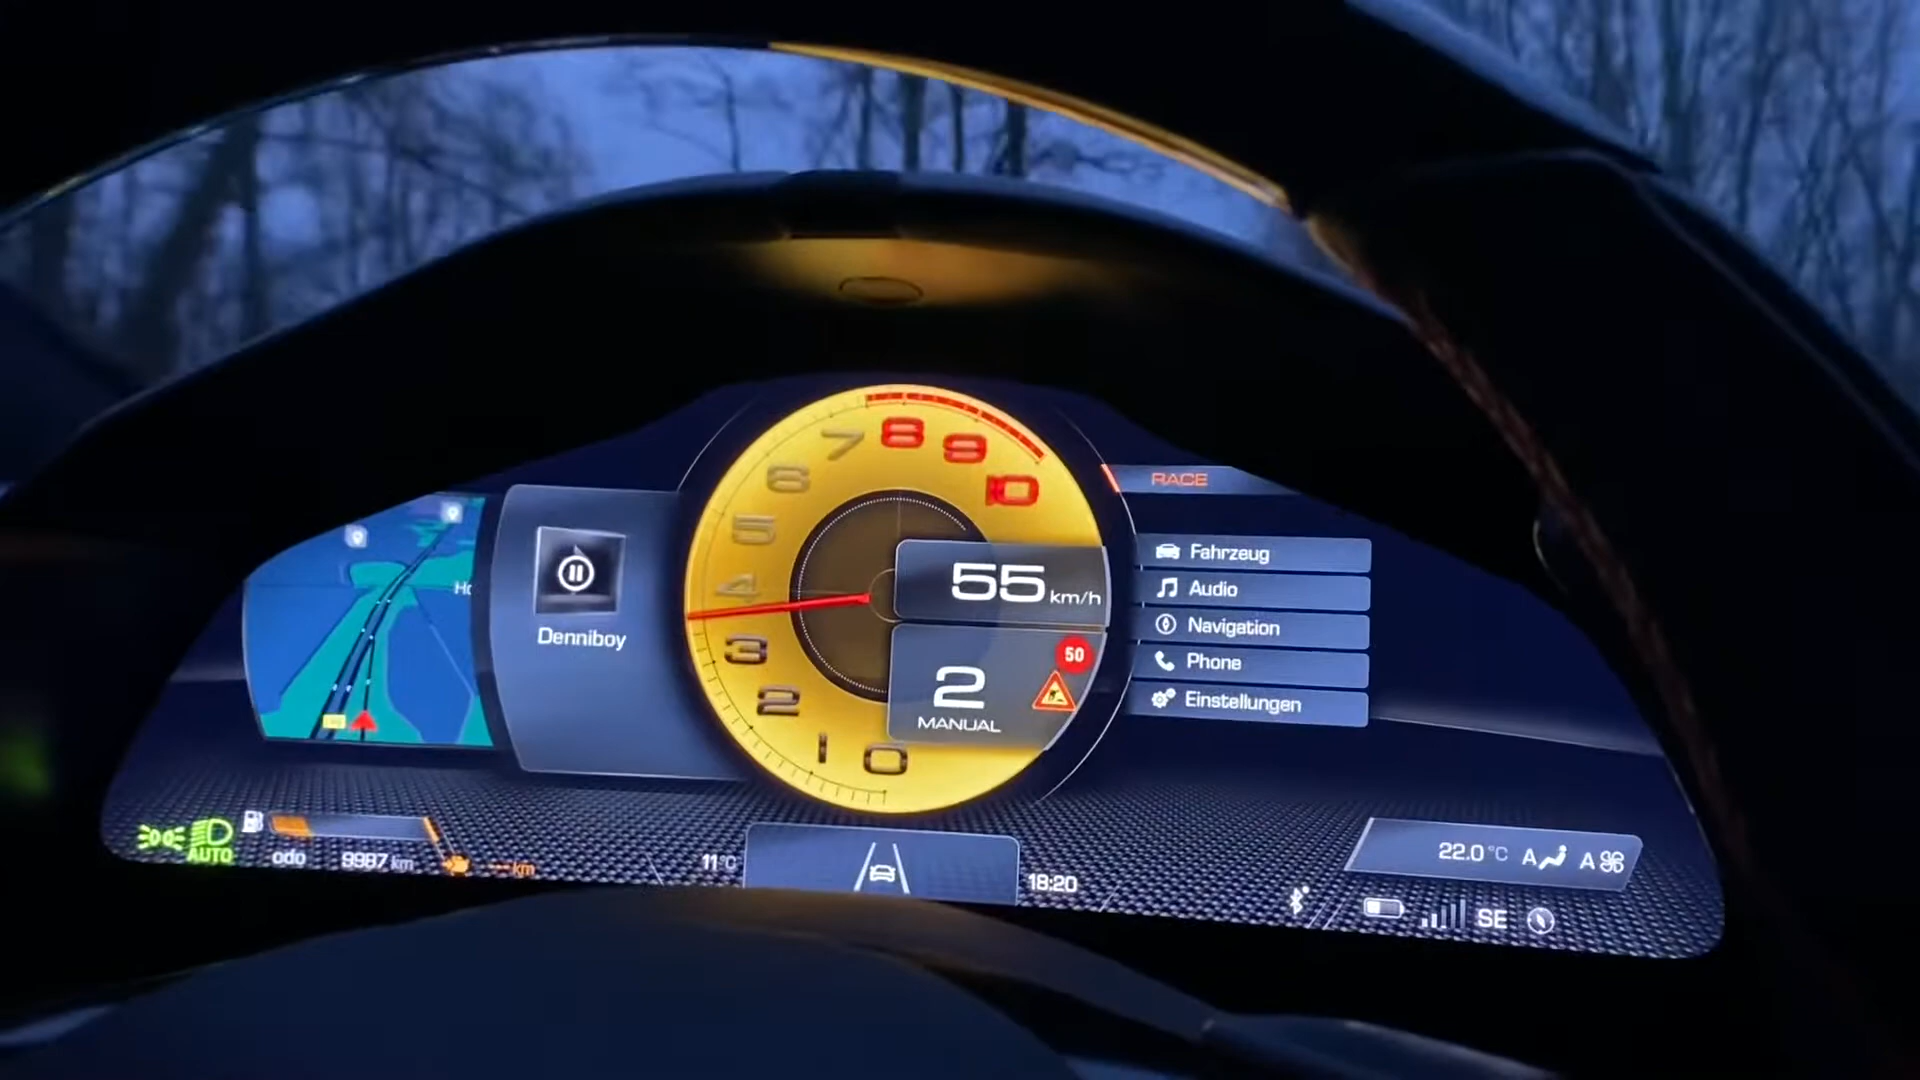 7
8
9
10
6
5
4
3
2
1
0
RACE
55 km/h
50
2
MANUAL
Denniboy
Fahrzeug
Audio
Navigation
Phone
Einstellungen
AUTO
odo 9987 km
--- km
11°C
18:20
22.0°C A A
SE